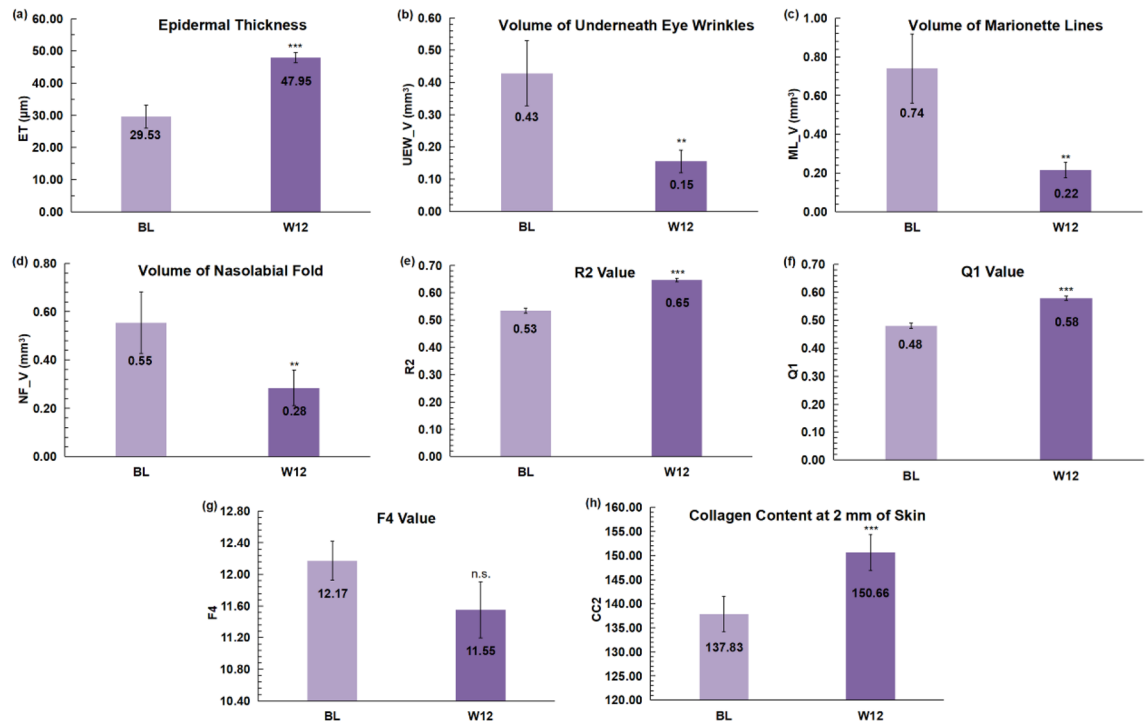 (a)
Epidermal Thickness
60.00
50.00
40.00
30.00
20.00
10.00
0.00
ET (µm)
29.53
***
47.95
BL
W12
(b)
Volume of Underneath Eye Wrinkles
0.60
0.40
0.20
0.00
UEW_V (mm³)
0.43
**
0.15
BL
W12
(c)
Volume of Marionette Lines
1.00
0.80
0.60
0.40
0.20
0.00
ML_V (mm³)
0.74
**
0.22
BL
W12
(d)
Volume of Nasolabial Fold
0.80
0.60
0.40
0.20
0.00
NF_V (mm³)
0.55
**
0.28
BL
W12
(e)
R2 Value
0.70
0.60
0.50
0.40
0.30
0.20
0.10
0.00
R2
0.53
***
0.65
BL
W12
(f)
Q1 Value
0.70
0.60
0.50
0.40
0.30
0.20
0.10
0.00
Q1
0.48
***
0.58
BL
W12
(g)
F4 Value
12.80
12.40
12.00
11.60
11.20
10.80
10.40
F4
12.17
n.s.
11.55
BL
W12
(h)
Collagen Content at 2 mm of Skin
160.00
155.00
150.00
145.00
140.00
135.00
130.00
125.00
120.00
CC2
137.83
***
150.66
BL
W12